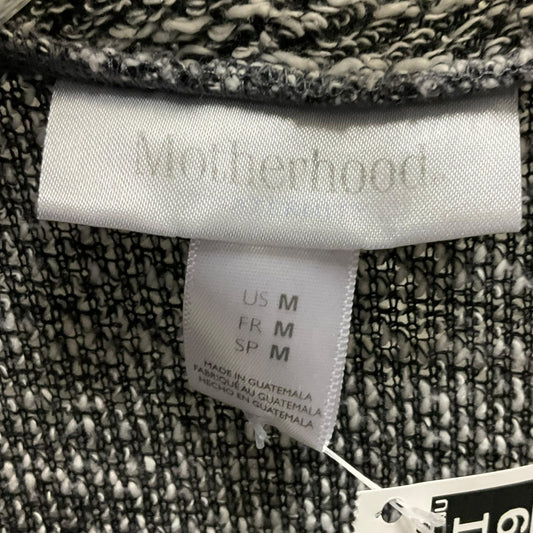 Motherhood
US M
FR M
SP M
MADE IN GUATEMALA
FABRIQUÉ AU GUATEMALA
HECHO EN GUATEMALA